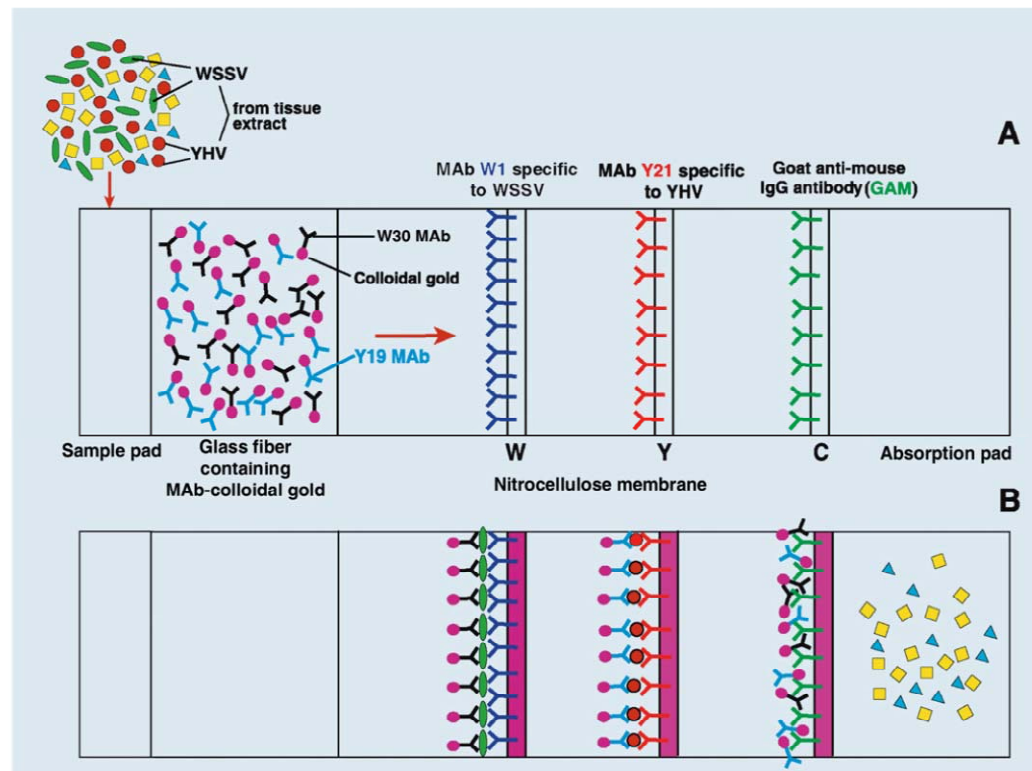 WSSV
from tissue
extract
YHV
A
MAb W1 specific
to WSSV
MAb Y21 specific
to YHV
Goat anti-mouse
IgG antibody (GAM)
W30 MAb
Colloidal gold
Y19 MAb
Sample pad
Glass fiber
containing
MAb-colloidal gold
W
Y
C
Absorption pad
Nitrocellulose membrane
B